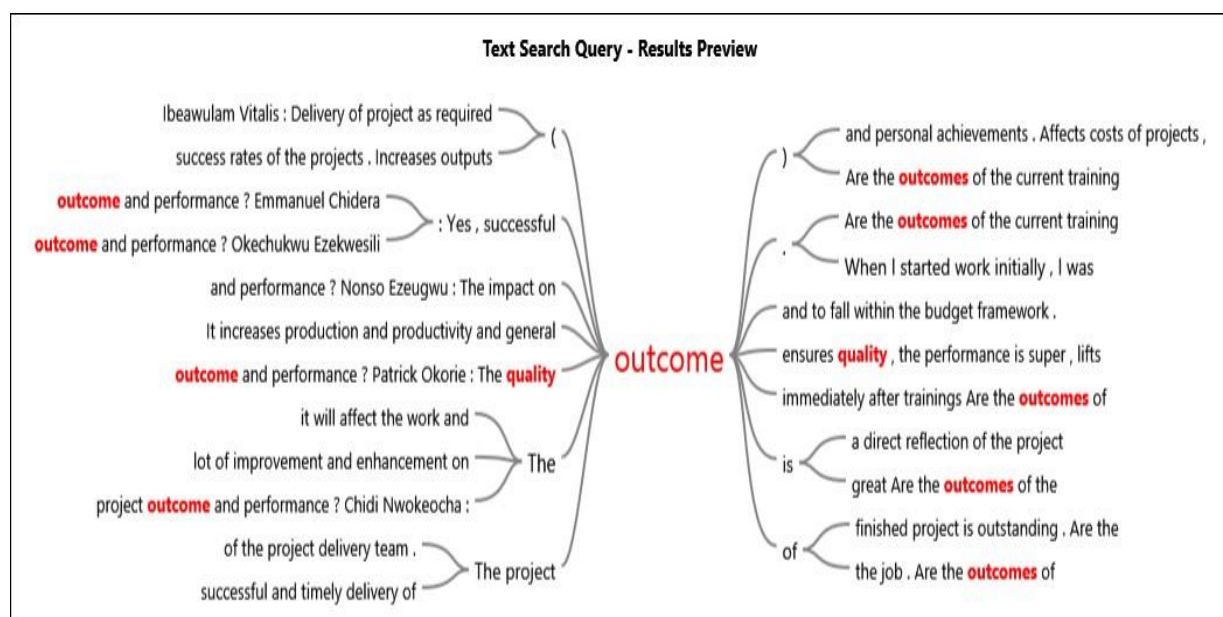 Text Search Query - Results Preview
Ibeawulam Vitalis : Delivery of project as required
success rates of the projects . Increases outputs
(
outcome and performance ? Emmanuel Chidera
outcome and performance ? Okechukwu Ezekwesili
: Yes , successful
and performance ? Nonso Ezeugwu : The impact on
It increases production and productivity and general
outcome and performance ? Patrick Okorie : The quality
it will affect the work and
lot of improvement and enhancement on
project outcome and performance ? Chidi Nwokeocha :
The
of the project delivery team .
successful and timely delivery of
The project
outcome
)
and personal achievements . Affects costs of projects ,
Are the outcomes of the current training
.
Are the outcomes of the current training
When I started work initially , I was
and to fall within the budget framework .
ensures quality , the performance is super , lifts
immediately after trainings Are the outcomes of
is
a direct reflection of the project
great Are the outcomes of the
of
finished project is outstanding . Are the
the job . Are the outcomes of